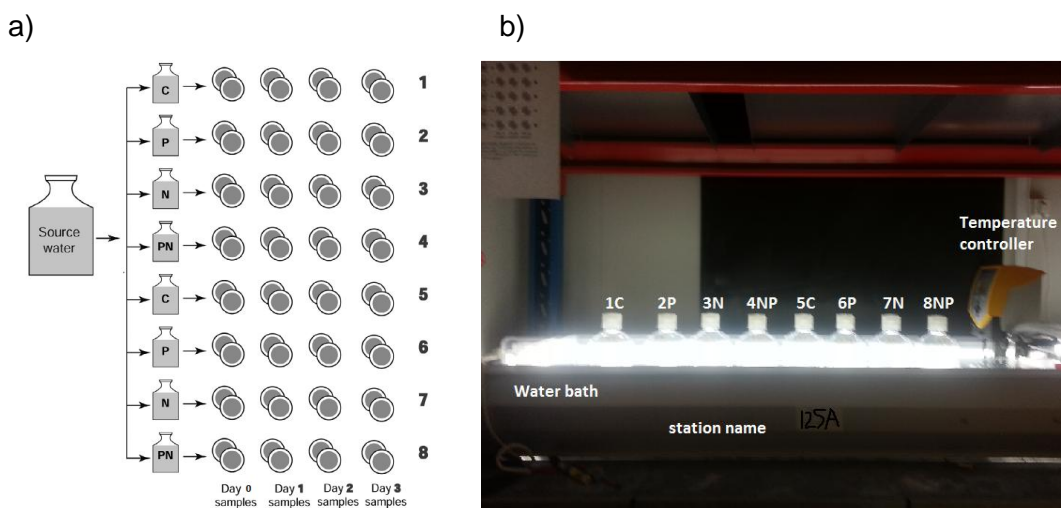 a)
b)
Source
water
C
1
P
2
N
3
PN
4
C
5
P
6
N
7
PN
8
Day 0
samples
Day 1
samples
Day 2
samples
Day 3
samples
Temperature
controller
1C 2P 3N 4NP 5C 6P 7N 8NP
Water bath
station name
125A